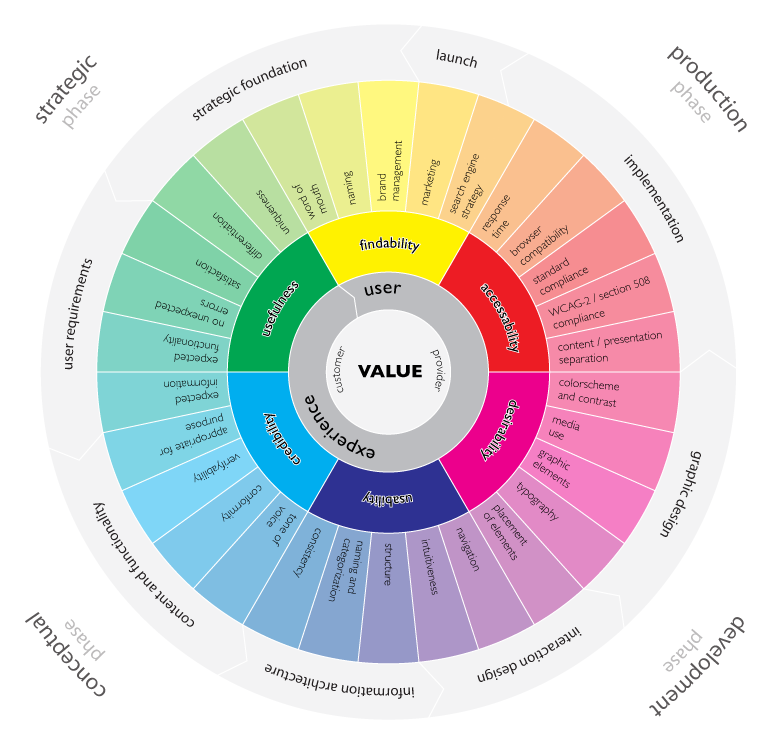 strategic
phase
production
phase
strategic foundation
launch
implementation
graphic design
interaction design
information architecture
content and functionality
user requirements
development
phase
conceptual
phase
naming
brand
management
marketing
search engine
strategy
response
time
browser
compatibility
standard
compliance
WCAG-2 / section 508
compliance
content / presentation
separation
colorscheme
and contrast
media
use
graphic
elements
typography
placement
of elements
navigation
intuitiveness
structure
naming and
categorization
consistency
tone of
voice
conformity
verifyability
appropriate for
purpose
expected
information
expected
functionality
no unexpected
errors
satisfaction
differentiation
uniqueness
word of
mouth
findability
accessability
desirability
usability
credibility
usefulness
user
experience
customer
VALUE
provider